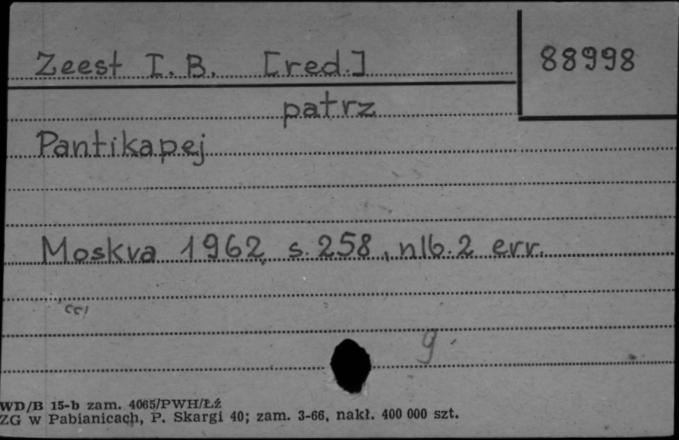 Zeest I. B. [red.]
88998
patrz
Pantikapej
Moskva 1962, s. 258, nlb. 2 err.
g.
WD/B 15-b zam. 4065/PWH/Łź
ZG w Pabianicach, P. Skargi 40; zam. 3-66, nakł. 400 000 szt.